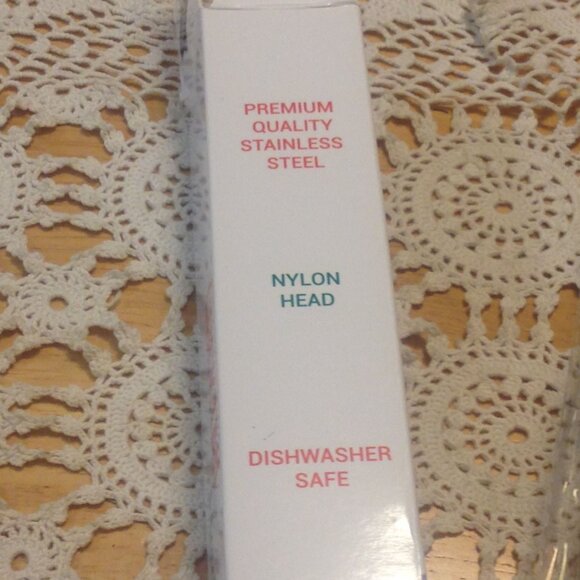 PREMIUM
QUALITY
STAINLESS
STEEL
NYLON
HEAD
DISHWASHER
SAFE